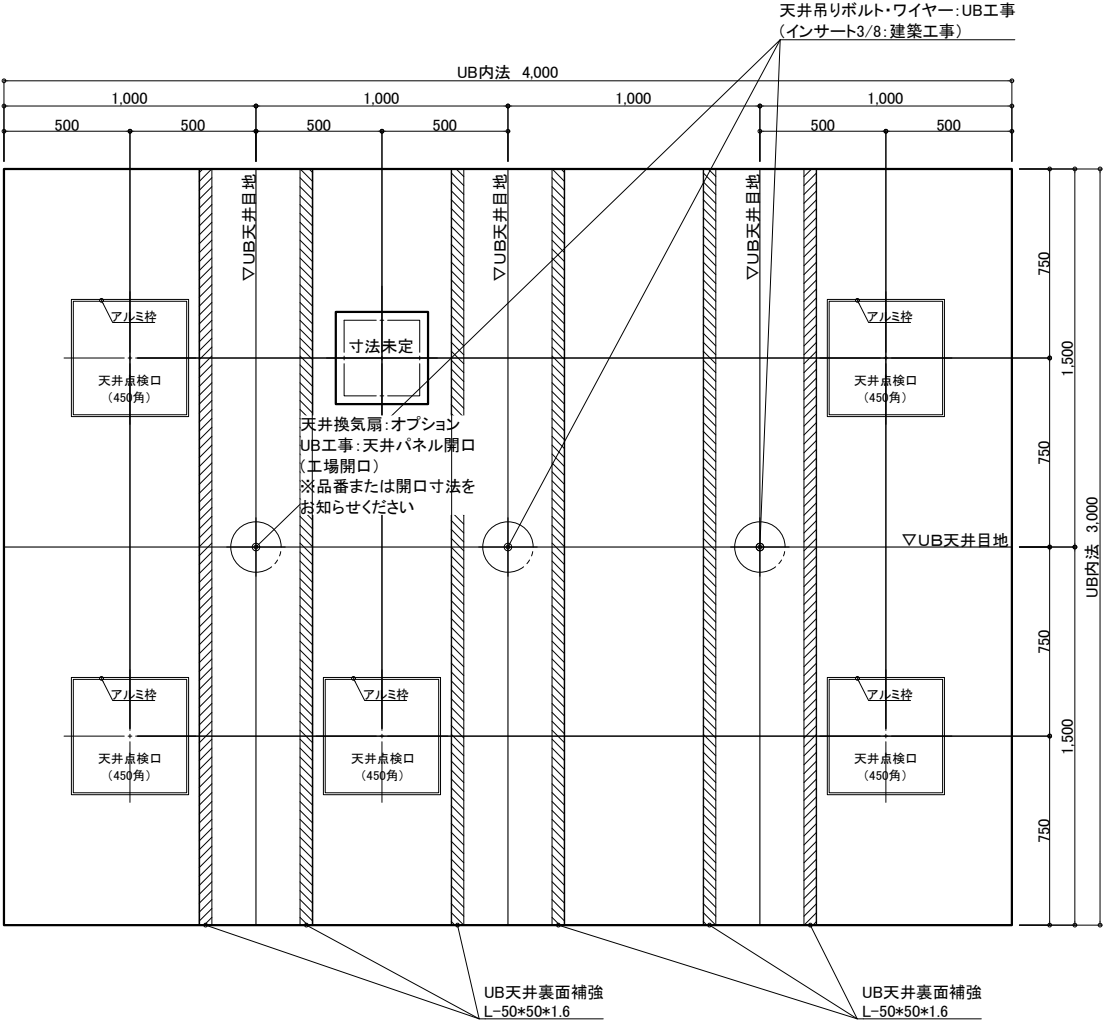 天井吊りボルト・ワイヤー:UB工事
(インサート3/8:建築工事)
UB内法 4,000
1,000
1,000
1,000
1,000
500
500
500
500
500
500
▽UB天井目地
▽UB天井目地
▽UB天井目地
アルミ枠
天井点検口
(450角)
寸法未定
アルミ枠
天井点検口
(450角)
天井換気扇:オプション
UB工事:天井パネル開口
(工場開口)
※品番または開口寸法を
お知らせください
▽UB天井目地
アルミ枠
天井点検口
(450角)
アルミ枠
天井点検口
(450角)
アルミ枠
天井点検口
(450角)
750
750
750
750
1,500
1,500
UB内法 3,000
UB天井裏面補強
L-50*50*1.6
UB天井裏面補強
L-50*50*1.6